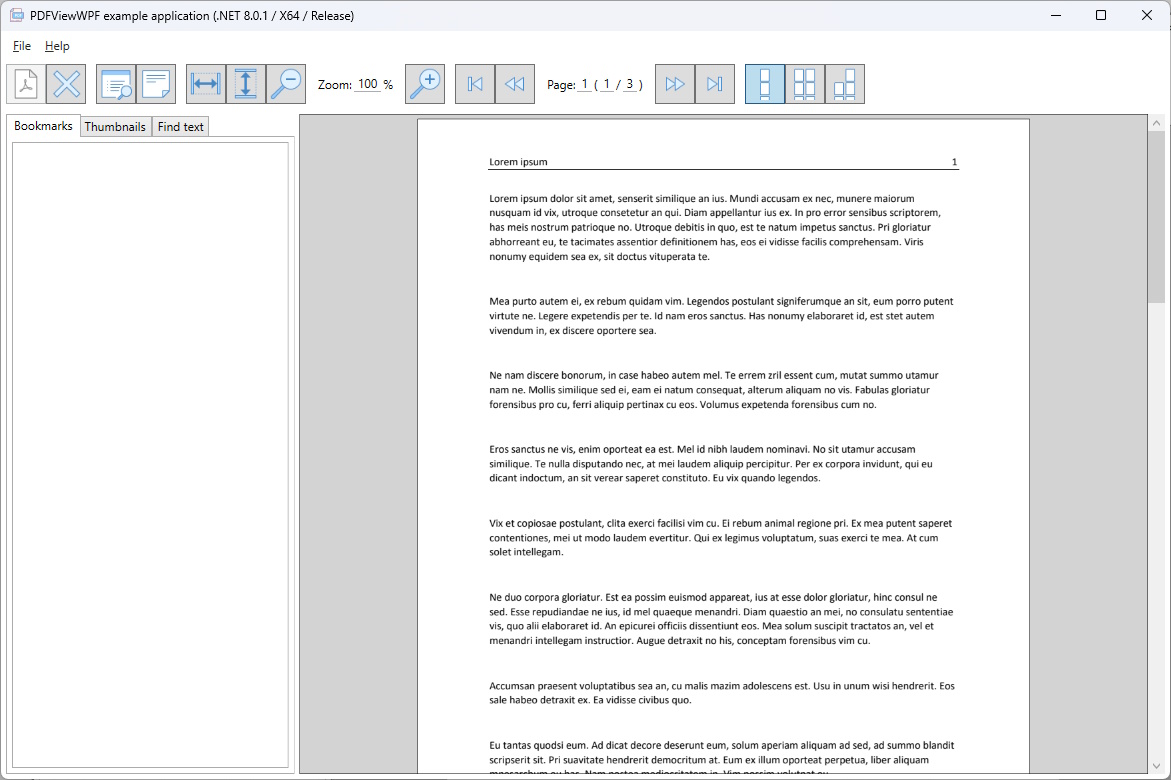 PDFViewWPF example application (.NET 8.0.1 / X64 / Release)
File Help
Zoom: 100 % Page: 1 ( 1 / 3 )
Bookmarks Thumbnails Find text
Lorem ipsum 1
Lorem ipsum dolor sit amet, senserit similique an ius. Mundi accusam ex nec, munere maiorum
nusquam id vix, utroque consetetur an qui. Diam appellantur ius ex. In pro error sensibus scriptorem,
has meis nostrum patrioque no. Utroque debitis in quo, est te natum impetus sanctus. Pri gloriatur
abhorreant eu, te tacimates assentior definitionem has, eos ei vidisse facilis comprehensam. Viris
nonumy equidem sea ex, sit doctus vituperata te.
Mea purto autem ei, ex rebum quidam vim. Legendos postulant signiferumque an sit, eum porro putent
virtute ne. Legere expetendis per te. Id nam eros sanctus. Has nonumy elaboraret id, est stet autem
vivendum in, ex discere oportere sea.
Ne nam discere bonorum, in case habeo autem mel. Te errem zril essent cum, mutat summo utamur
nam ne. Mollis similique sed ei, eam ei natum consequat, alterum aliquam no vis. Fabulas gloriatur
forensibus pro cu, ferri aliquip pertinax cu eos. Volumus expetenda forensibus cum no.
Eros sanctus ne vis, enim oporteat ea est. Mel id nibh laudem nominavi. No sit utamur accusam
similique. Te nulla disputando nec, at mei laudem aliquip percipitur. Per ex corpora invidunt, qui eu
dicant indoctum, an sit verear saperet constituto. Eu vix quando legendos.
Vix et copiosae postulant, clita exerci facilisi vim cu. Ei rebum animal regione pri. Ex mea putent saperet
contentiones, mei ut modo laudem evertitur. Qui ex legimus voluptatum, suas exerci te mea. At cum
solet intellegam.
Ne duo corpora gloriatur. Est ea possim euismod appareat, ius at esse dolor gloriatur, hinc consul ne
sed. Esse repudiandae ne ius, id mel quaeque menandri. Diam quaestio an mei, no consulatu sententiae
vis, quo alii elaboraret id. An epicurei officiis dissentiunt eos. Mea solum suscipit tractatos an, vel et
menandri intellegam instructior. Augue detraxit no his, conceptam forensibus vim cu.
Accumsan praesent voluptatibus sea an, cu malis mazim adolescens est. Usu in unum wisi hendrerit. Eos
sale habeo detraxit ex. Ea vidisse civibus quo.
Eu tantas quodsi eum. Ad dicat decore deserunt eum, solum aperiam aliquam ad sed, ad summo blandit
scripserit sit. Pri suavitate hendrerit democritum at. Eum ex illum oporteat perpetua, liber aliquam